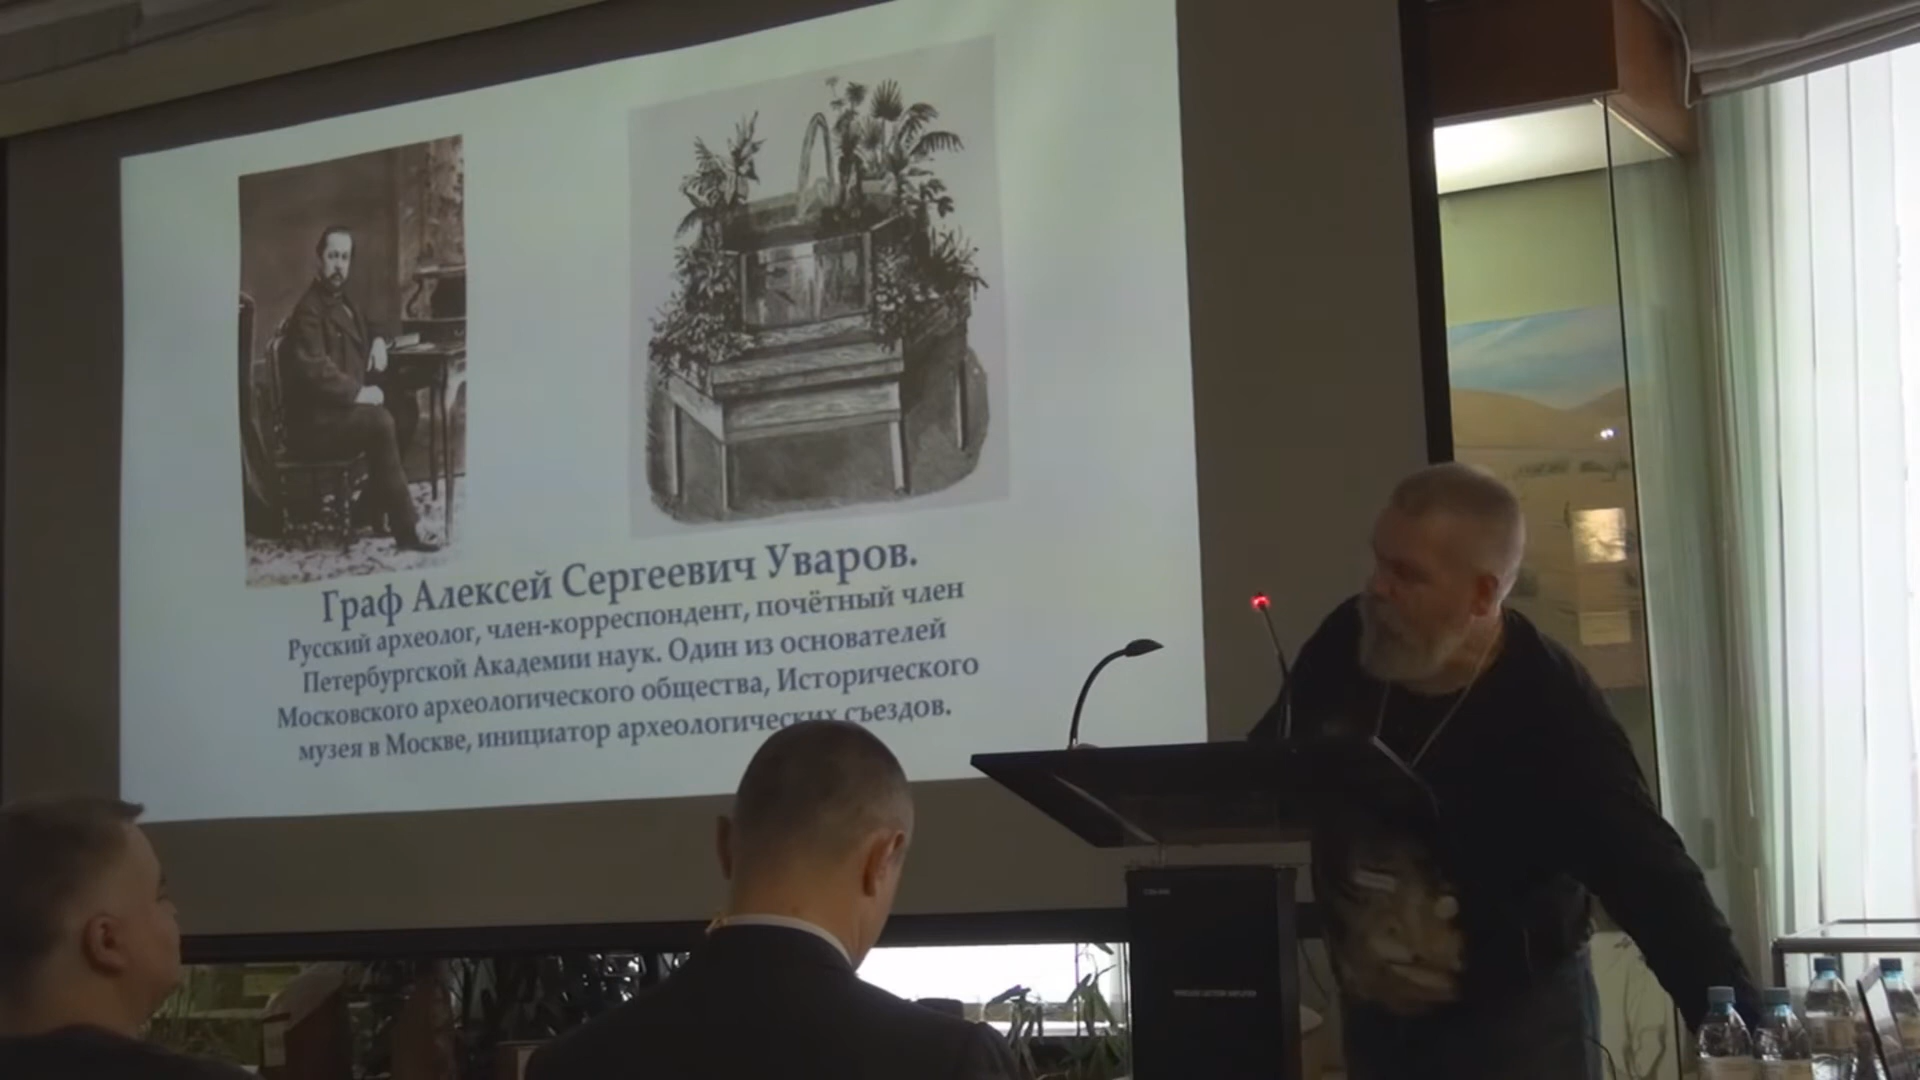 Граф Алексей Сергеевич Уваров.
Русский археолог, член-корреспондент, почётный член
Петербургской Академии наук. Один из основателей
Московского археологического общества, Исторического
музея в Москве, инициатор археологических съездов.